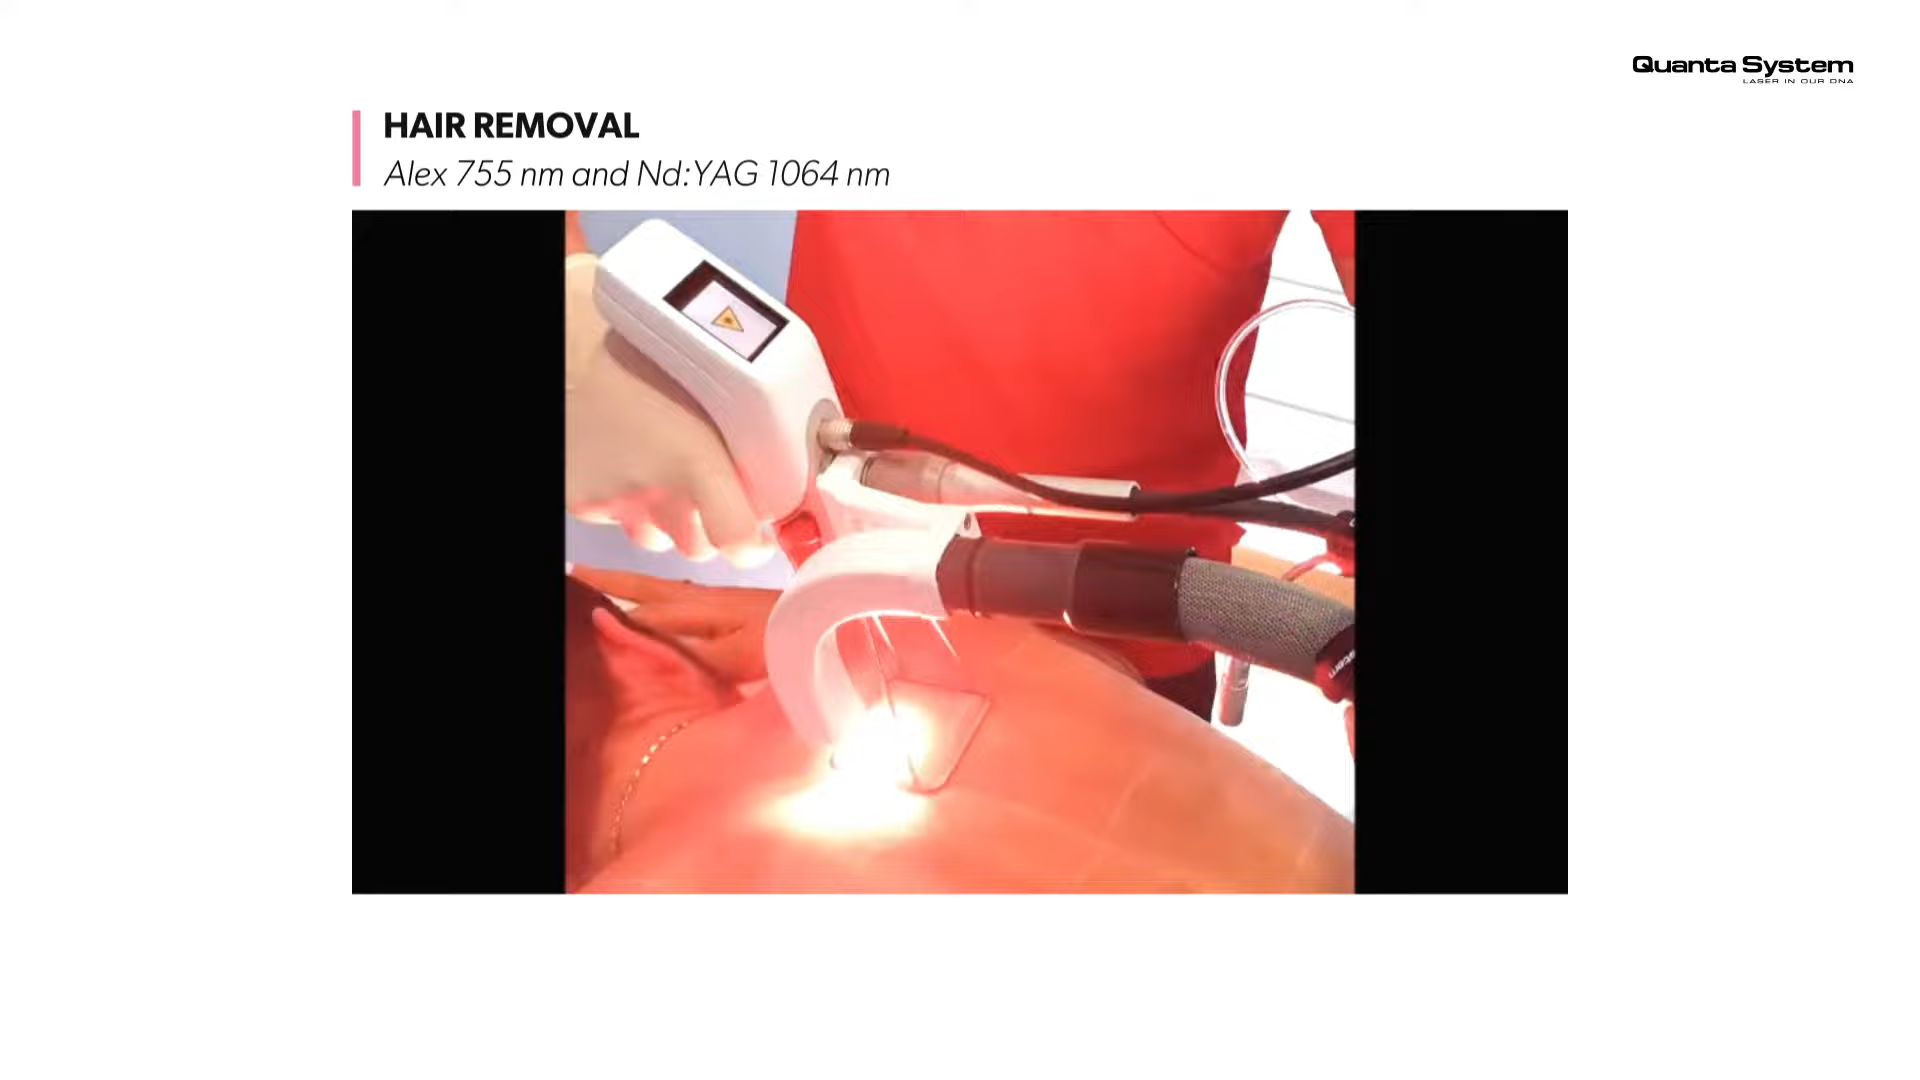 Quanta System
LASER IN OUR DNA
HAIR REMOVAL
Alex 755 nm and Nd:YAG 1064 nm